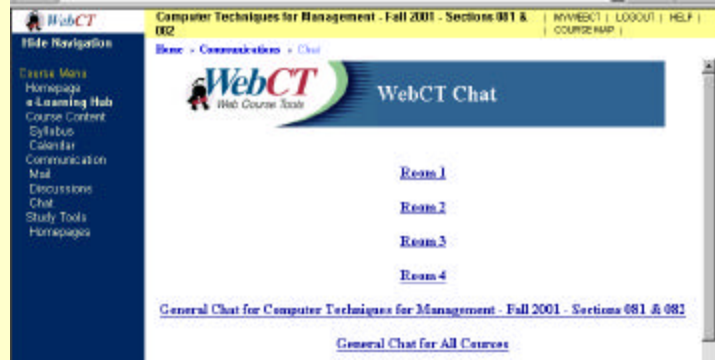 WebCT
Computer Techniques for Management - Fall 2001 - Sections 081 &
082
| MYWEBCT | LOGOUT | HELP |
| COURSE MAP |
Hide Navigation
Home › Communications › Chat
Course Menu
Homepage
e-Learning Hub
Course Content
Syllabus
Calendar
Communication
Mail
Discussions
Chat
Study Tools
Homepages
WebCT
Web Course Tools
WebCT Chat
Room 1
Room 2
Room 3
Room 4
General Chat for Computer Techniques for Management - Fall 2001 - Sections 081 & 082
General Chat for All Courses